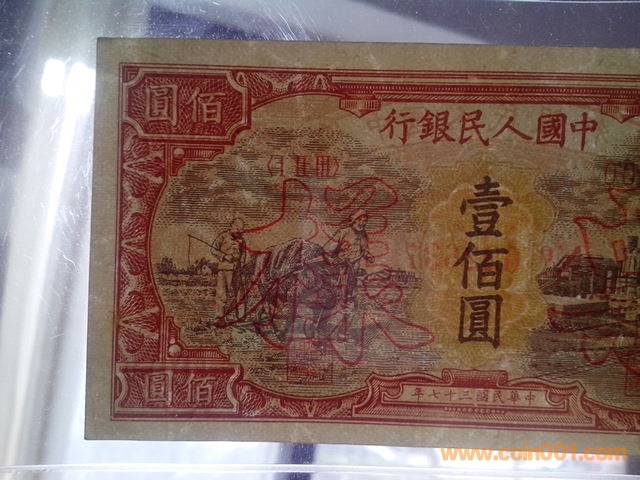 中國人民銀行
佰圓
壹佰圓
佰圓
中華民國三十七年
www.coin001.com